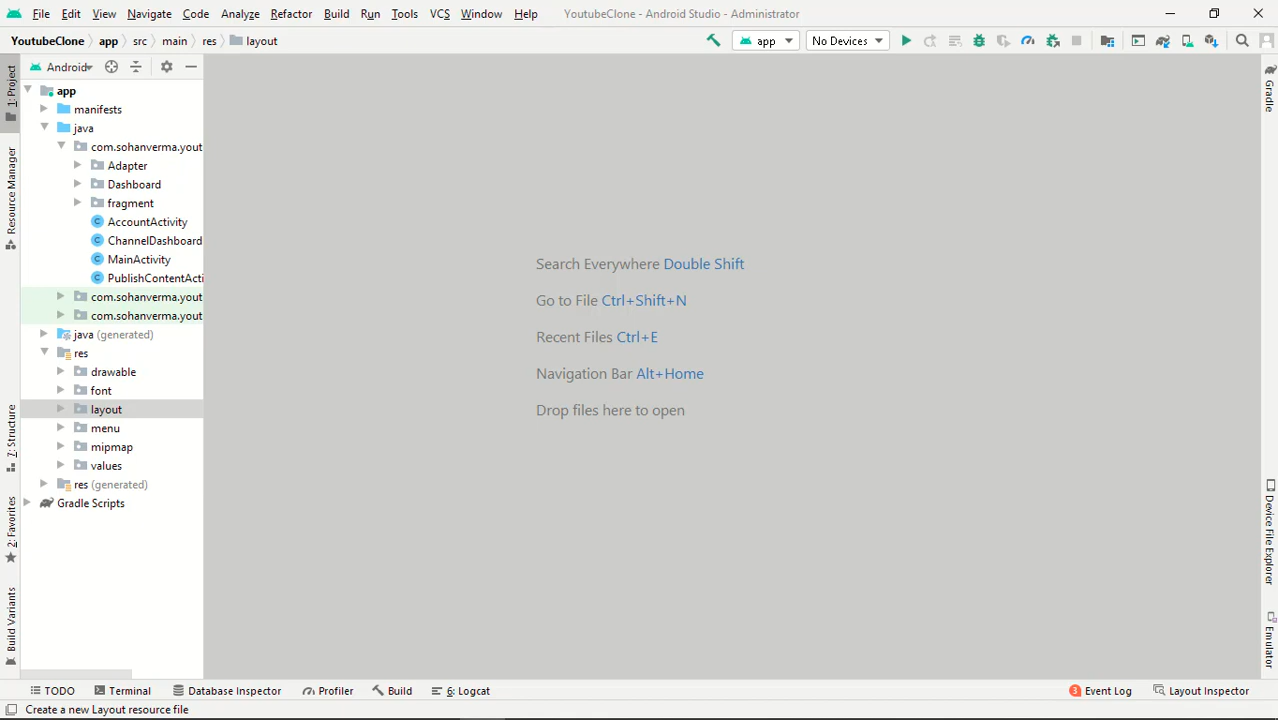 File Edit View Navigate Code Analyze Refactor Build Run Tools VCS Window Help YoutubeClone - Android Studio - Administrator
YoutubeClone app src main res layout app No Devices
1: Project
Resource Manager
Z: Structure
2: Favorites
Build Variants
Android
app
manifests
java
com.sohanverma.yout
Adapter
Dashboard
fragment
AccountActivity
ChannelDashboard
MainActivity
PublishContentActi
com.sohanverma.yout
com.sohanverma.yout
java (generated)
res
drawable
font
layout
menu
mipmap
values
res (generated)
Gradle Scripts
Search Everywhere Double Shift
Go to File Ctrl+Shift+N
Recent Files Ctrl+E
Navigation Bar Alt+Home
Drop files here to open
Gradle
Device File Explorer
Emulator
TODO Terminal Database Inspector Profiler Build 6: Logcat 3 Event Log Layout Inspector
Create a new Layout resource file